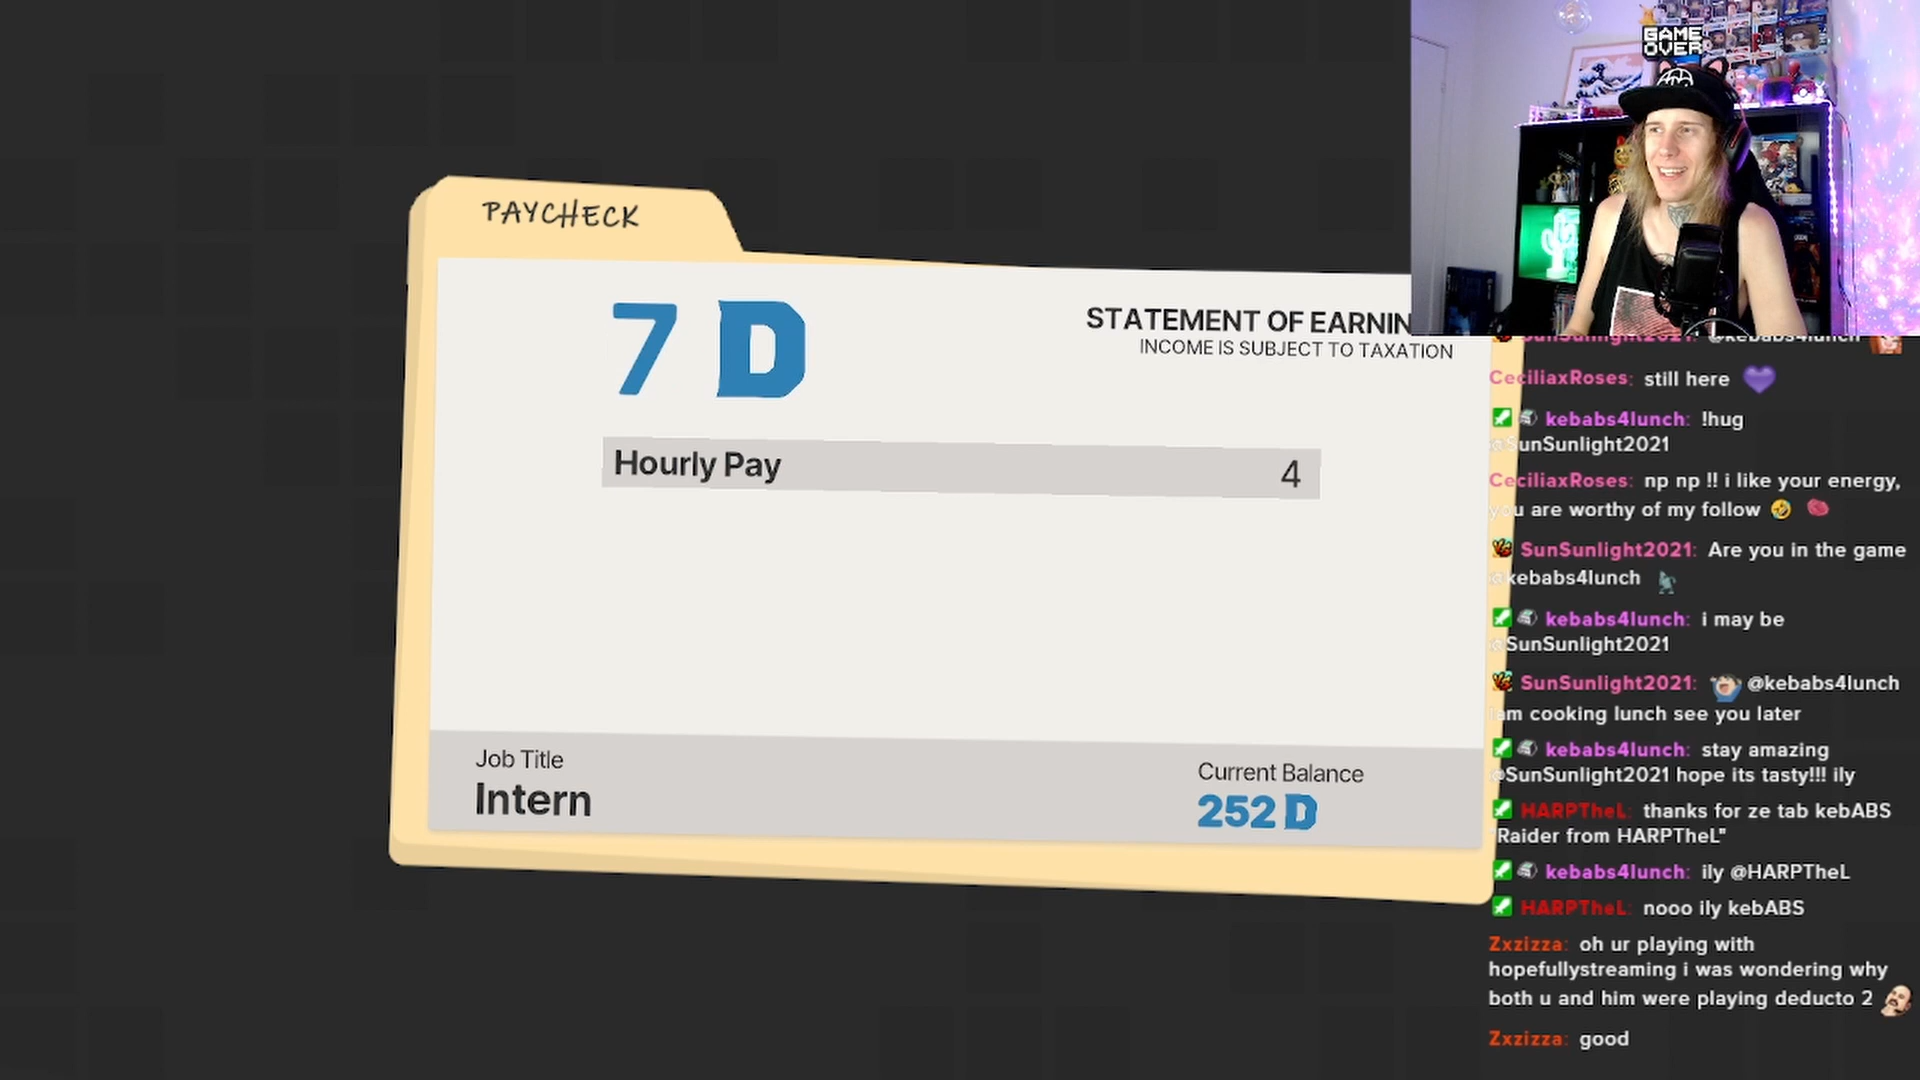 GAME
OVER
PAYCHECK
7 D
STATEMENT OF EARNIN
INCOME IS SUBJECT TO TAXATION
Hourly Pay
4
Job Title
Intern
Current Balance
252 D
SunSunlight2021: @kebabs4lunch
CeciliaxRoses: still here
kebabs4lunch: !hug
@SunSunlight2021
CeciliaxRoses: np np !! i like your energy,
you are worthy of my follow
SunSunlight2021: Are you in the game
@kebabs4lunch
kebabs4lunch: i may be
@SunSunlight2021
SunSunlight2021: @kebabs4lunch
iam cooking lunch see you later
kebabs4lunch: stay amazing
@SunSunlight2021 hope its tasty!!! ily
HARPTheL: thanks for ze tab kebABS
"Raider from HARPTheL"
kebabs4lunch: ily @HARPTheL
HARPTheL: nooo ily kebABS
Zxzizza: oh ur playing with
hopefullystreaming i was wondering why
both u and him were playing deducto 2
Zxzizza: good